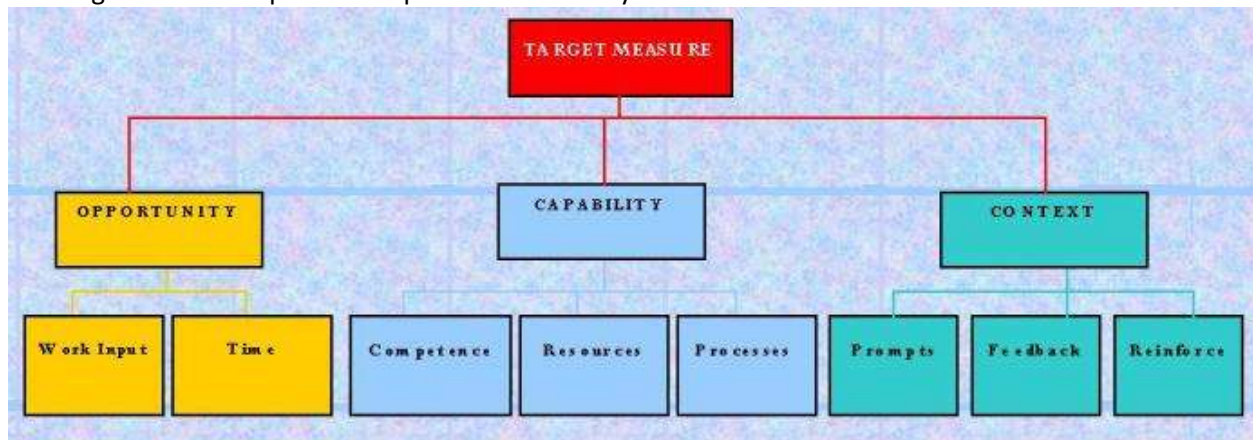 TARGET MEASURE
OPPORTUNITY
CAPABILITY
CONTEXT
Work Input
Time
Competence
Resources
Processes
Prompts
Feedback
Reinforce